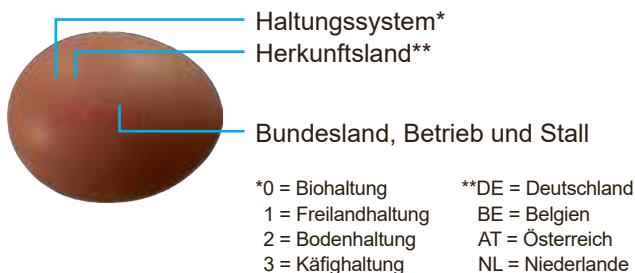 Haltungssystem*
Herkunftsland**
Bundesland, Betrieb und Stall
*0 = Biohaltung
1 = Freilandhaltung
2 = Bodenhaltung
3 = Käfighaltung
**DE = Deutschland
BE = Belgien
AT = Österreich
NL = Niederlande